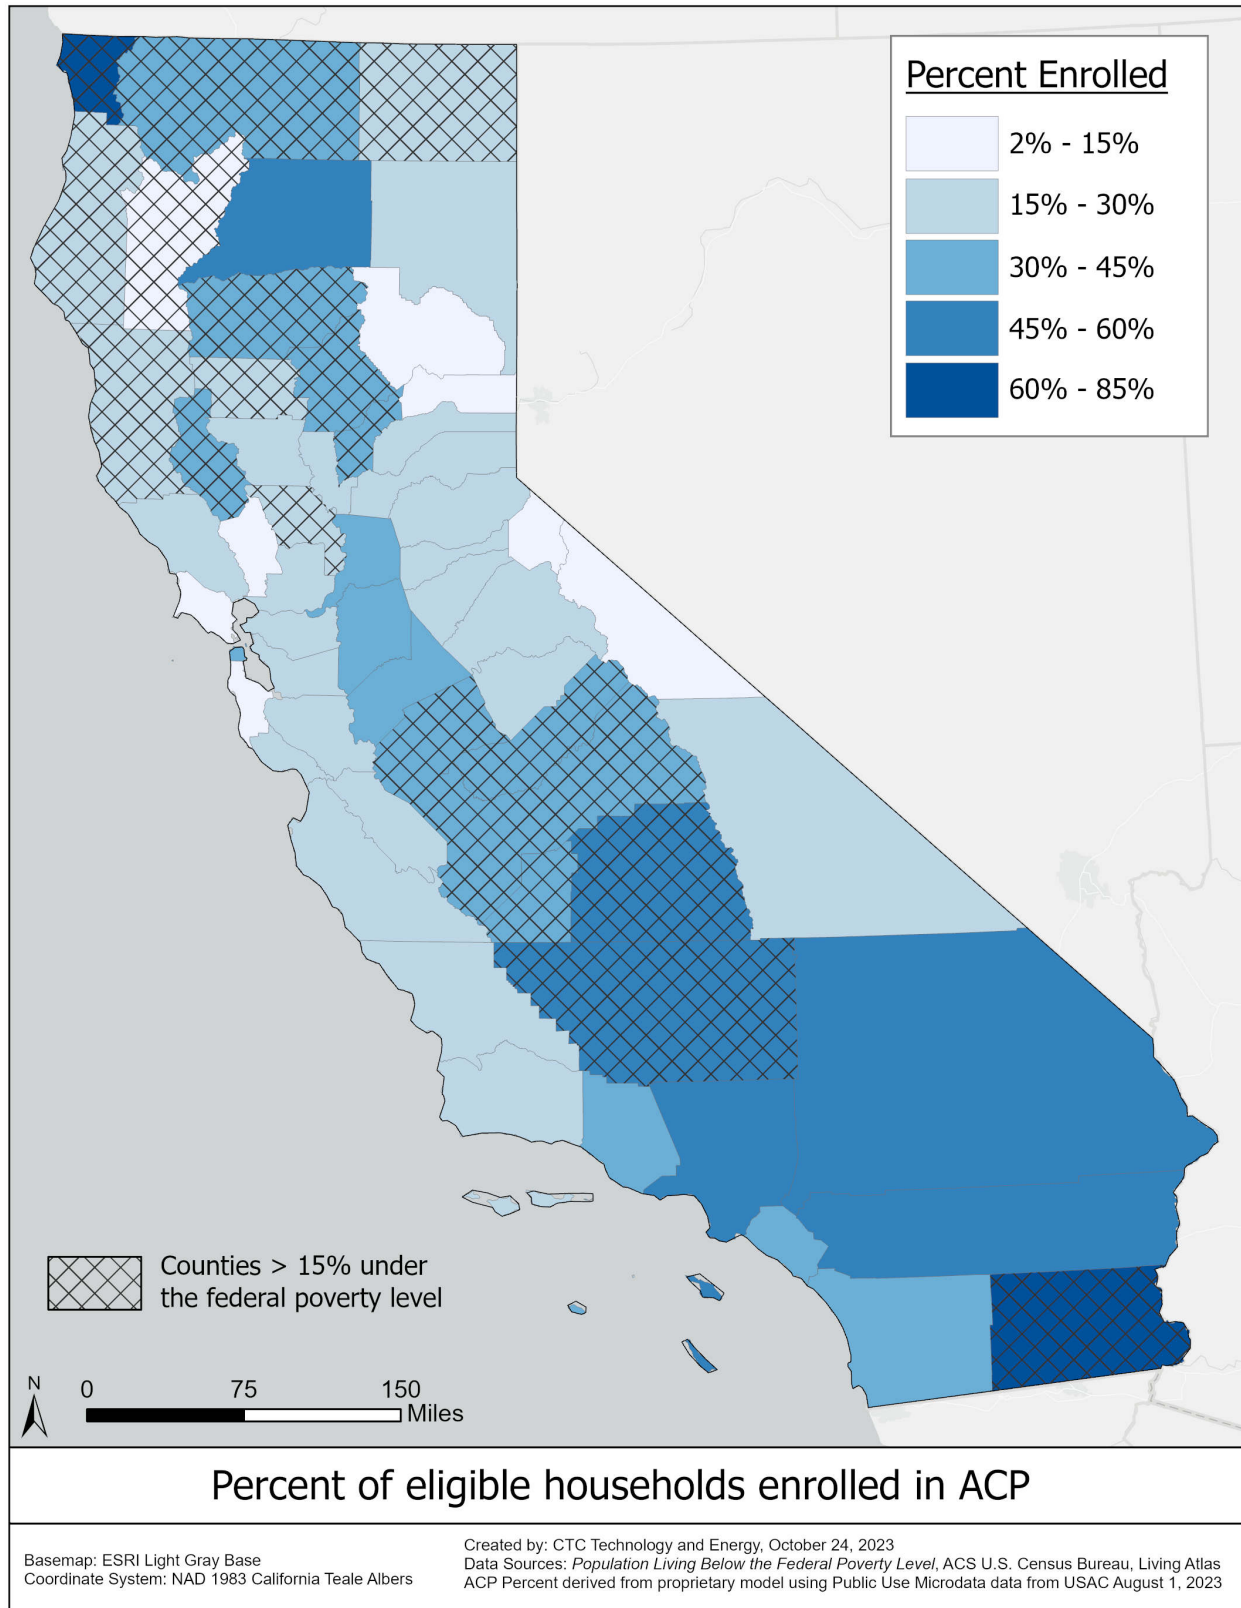 Percent Enrolled
2% - 15%
15% - 30%
30% - 45%
45% - 60%
60% - 85%
Counties > 15% under
the federal poverty level
N
0 75 150
Miles
Percent of eligible households enrolled in ACP
Basemap: ESRI Light Gray Base
Coordinate System: NAD 1983 California Teale Albers
Created by: CTC Technology and Energy, October 24, 2023
Data Sources: Population Living Below the Federal Poverty Level, ACS U.S. Census Bureau, Living Atlas
ACP Percent derived from proprietary model using Public Use Microdata data from USAC August 1, 2023